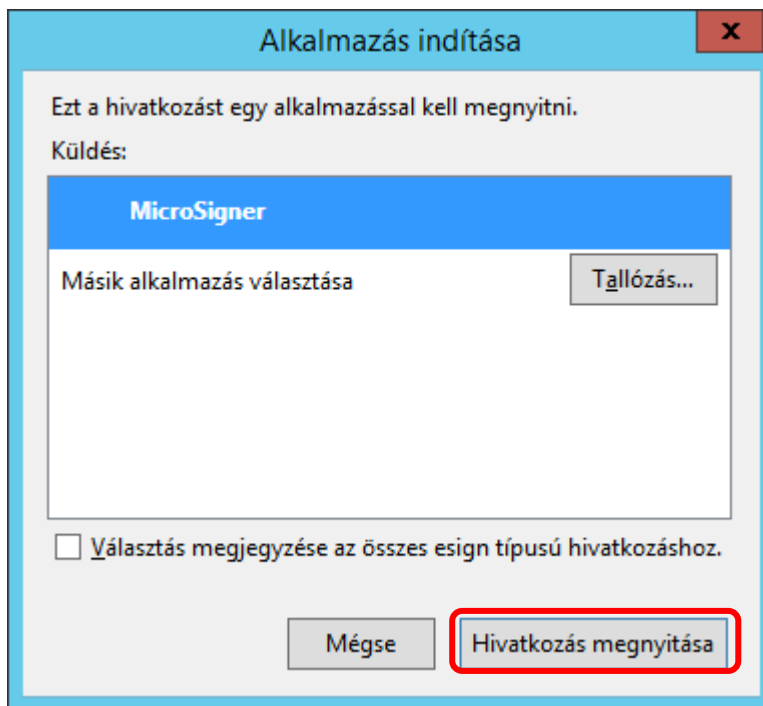 Alkalmazás indítása
x
Ezt a hivatkozást egy alkalmazással kell megnyitni.
Küldés:
MicroSigner
Másik alkalmazás választása
Tallózás...
Választás megjegyzése az összes esign típusú hivatkozáshoz.
Mégse
Hivatkozás megnyitása